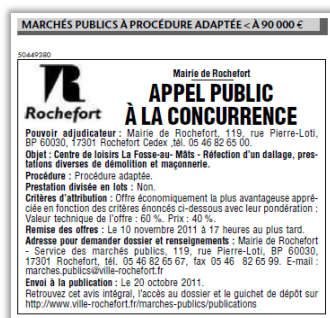 MARCHÉS PUBLICS À PROCÉDURE ADAPTÉE < À 90 000 €
50449280
Mairie de Rochefort
APPEL PUBLIC
À LA CONCURRENCE
Rochefort
Pouvoir adjudicateur : Mairie de Rochefort, 119, rue Pierre-Loti,
BP 60030, 17301 Rochefort Cedex ,tél. 05 46 82 65 00.
Objet : Centre de loisirs La Fosse-au- Mâts - Réfection d'un dallage, pres-
tations diverses de démolition et maçonnerie.
Procédure : Procédure adaptée.
Prestation divisée en lots : Non.
Critères d'attribution : Offre économiquement la plus avantageuse appré-
ciée en fonction des critères énoncés ci-dessous avec leur pondération :
Valeur technique de l'offre : 60 %. Prix : 40 %.
Remise des offres : Le 10 novembre 2011 à 17 heures au plus tard.
Adresse pour demander dossier et renseignements : Mairie de Rochefort
- Service des marchés publics, 119, rue Pierre-Loti, BP 60030,
17301 Rochefort, tél. 05 46 82 65 67, fax 05 46 82 65 99. E-mail :
marches.publics@ville-rochefort.fr
Envoi à la publication : Le 20 octobre 2011.
Retrouvez cet avis intégral, l'accès au dossier et le guichet de dépôt sur
http://www.ville-rochefort.fr/marches-publics/publications